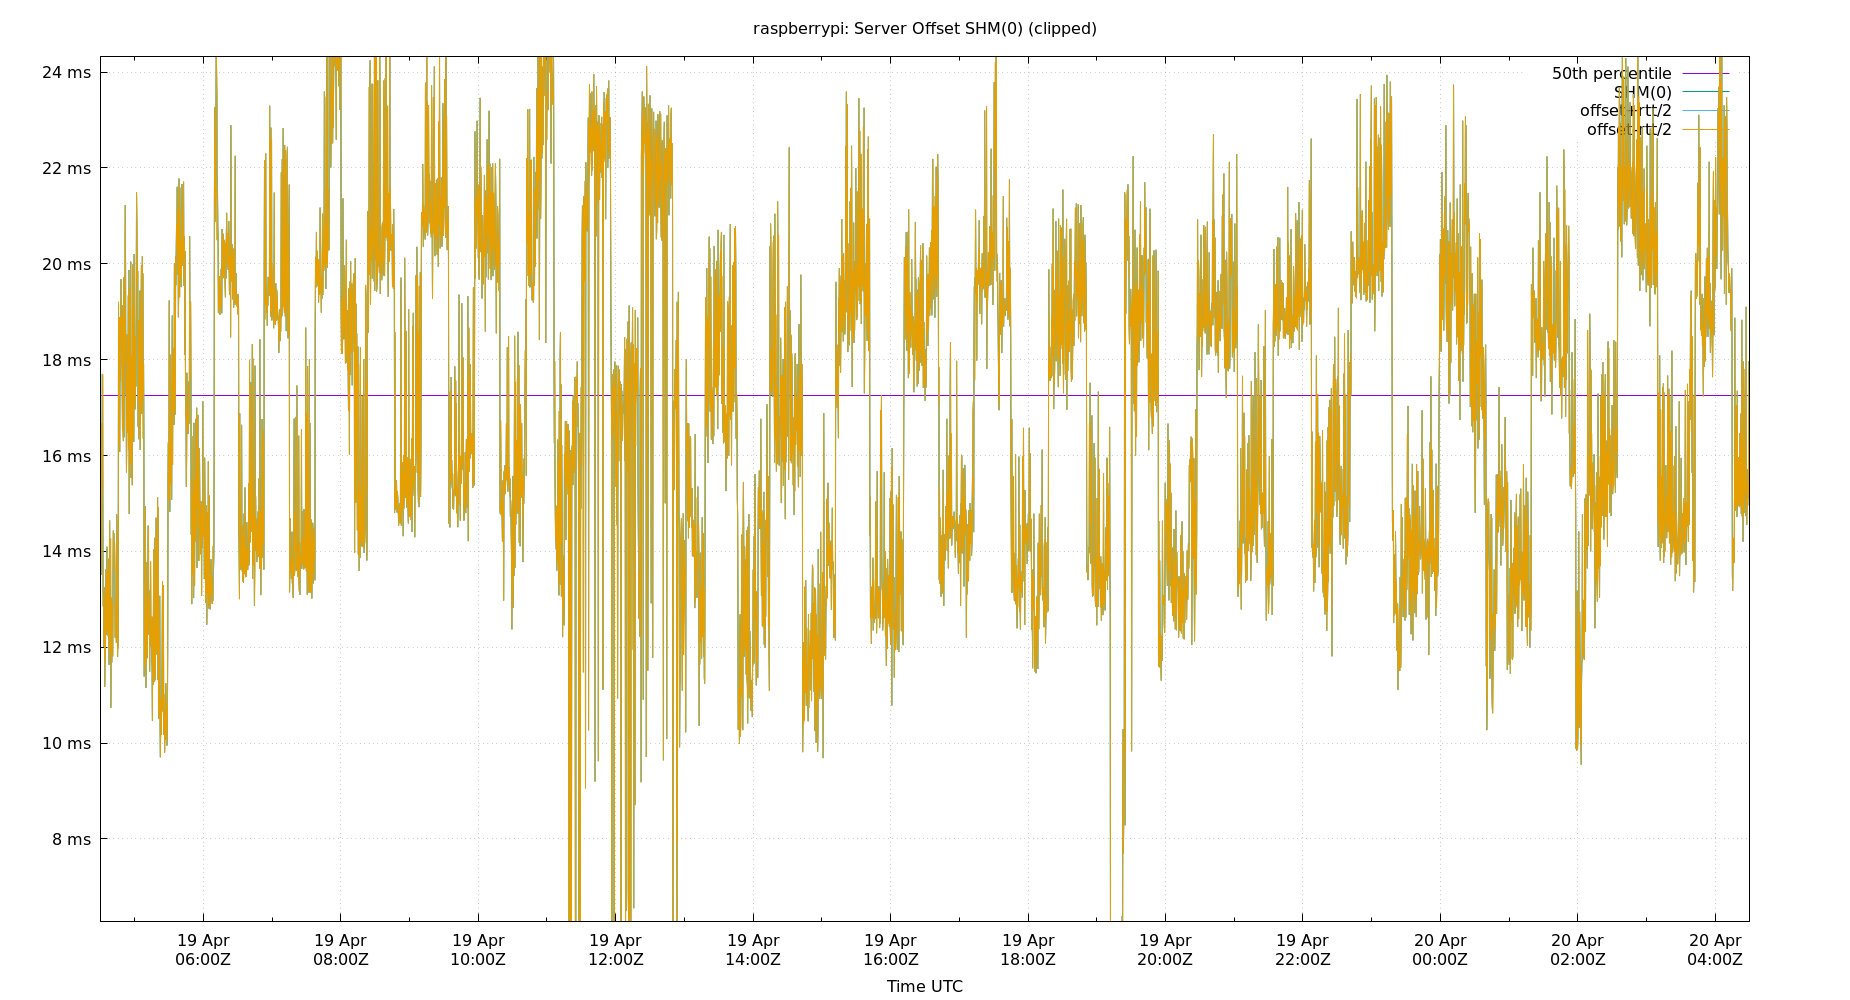 raspberrypi: Server Offset SHM(0) (clipped)
24 ms
22 ms
20 ms
18 ms
16 ms
14 ms
12 ms
10 ms
8 ms
50th percentile
SHM(0)
offset+rtt/2
offset-rtt/2
19 Apr 19 Apr 19 Apr 19 Apr 19 Apr 19 Apr 19 Apr 19 Apr 19 Apr 20 Apr 20 Apr 20 Apr
06:00Z 08:00Z 10:00Z 12:00Z 14:00Z 16:00Z 18:00Z 20:00Z 22:00Z 00:00Z 02:00Z 04:00Z
Time UTC